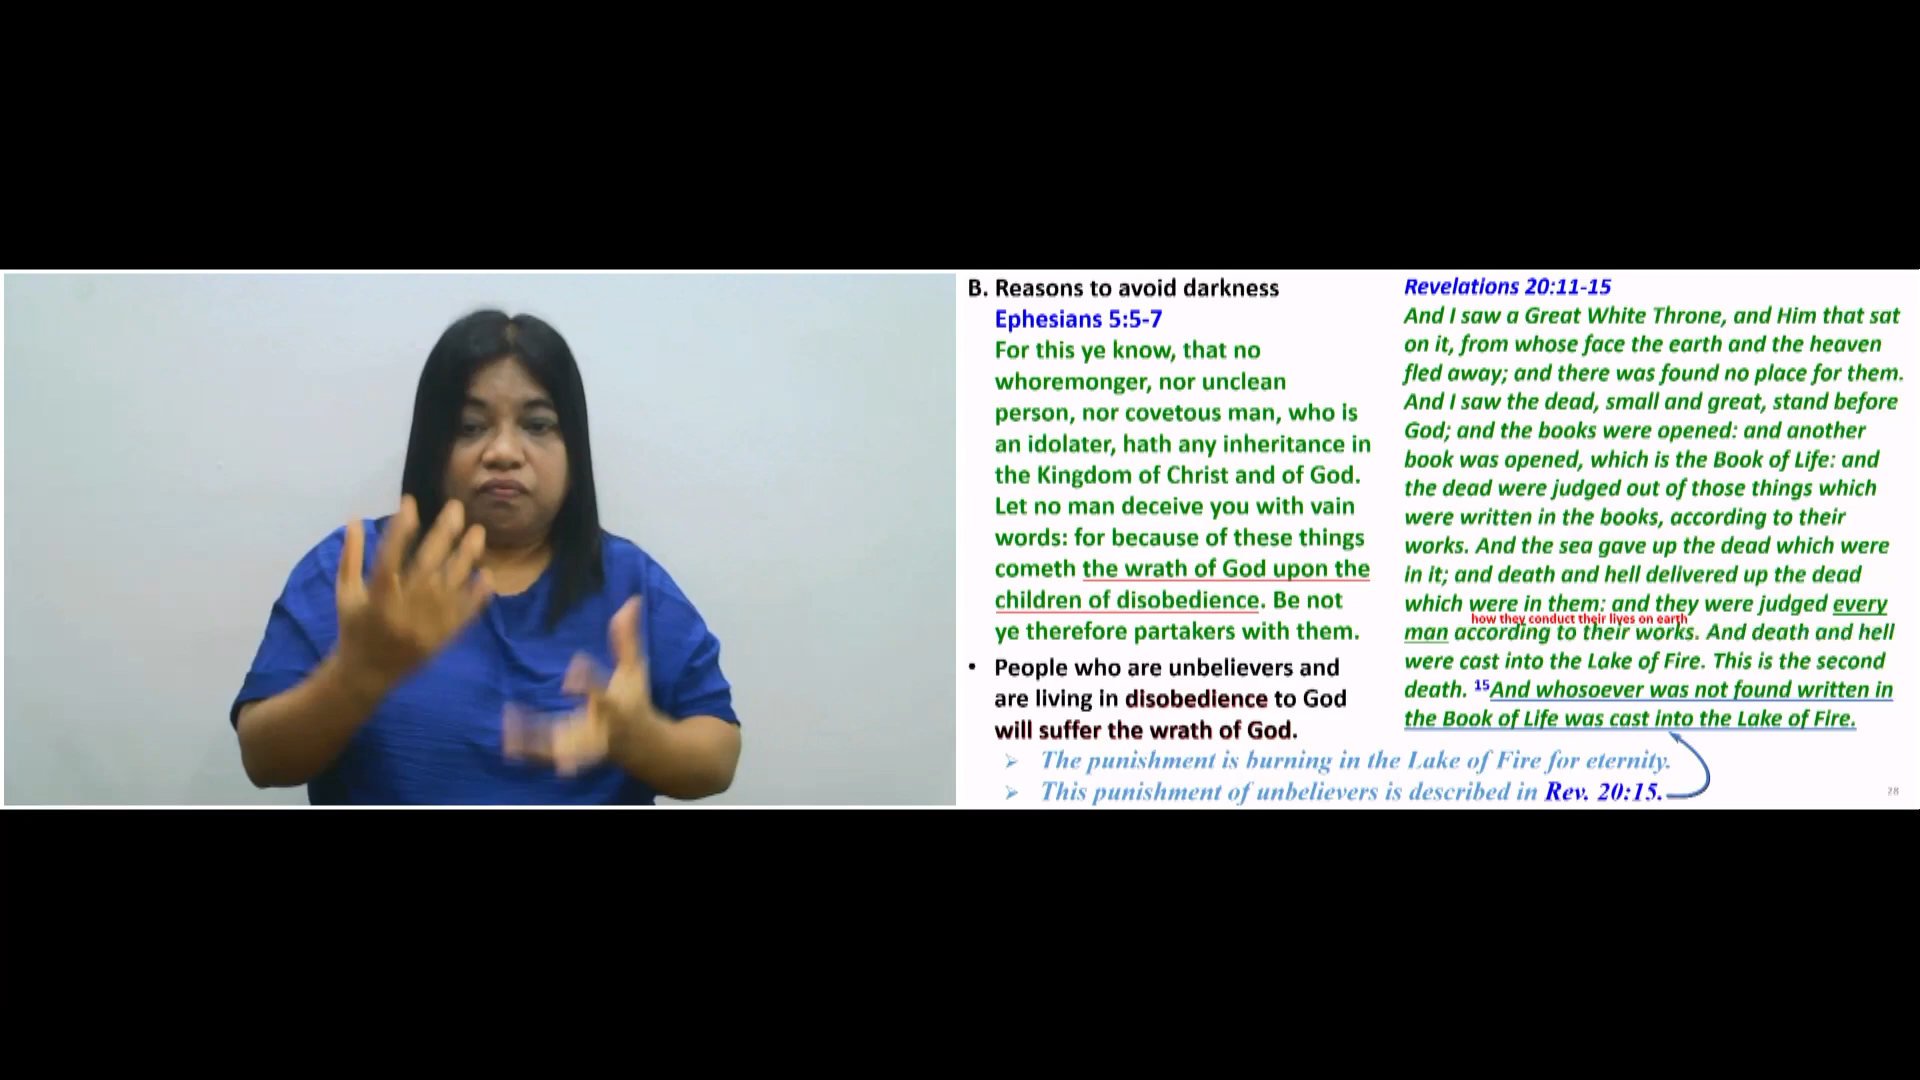 B. Reasons to avoid darkness
Ephesians 5:5-7
For this ye know, that no
whoremonger, nor unclean
person, nor covetous man, who is
an idolater, hath any inheritance in
the Kingdom of Christ and of God.
Let no man deceive you with vain
words: for because of these things
cometh the wrath of God upon the
children of disobedience. Be not
ye therefore partakers with them.
• People who are unbelievers and
are living in disobedience to God
will suffer the wrath of God.
➢ The punishment is burning in the Lake of Fire for eternity.
➢ This punishment of unbelievers is described in Rev. 20:15.
Revelations 20:11-15
And I saw a Great White Throne, and Him that sat
on it, from whose face the earth and the heaven
fled away; and there was found no place for them.
And I saw the dead, small and great, stand before
God; and the books were opened: and another
book was opened, which is the Book of Life: and
the dead were judged out of those things which
were written in the books, according to their
works. And the sea gave up the dead which were
in it; and death and hell delivered up the dead
which were in them: and they were judged every
how they conduct their lives on earth
man according to their works. And death and hell
were cast into the Lake of Fire. This is the second
death. 15And whosoever was not found written in
the Book of Life was cast into the Lake of Fire.
28